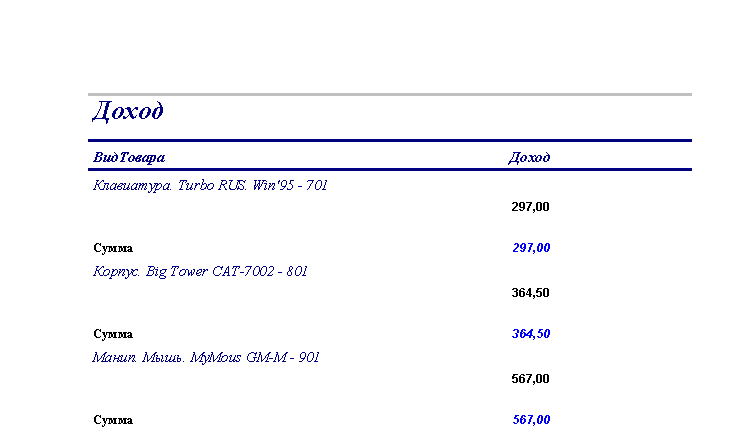 Доход
ВидТовара Доход
Клавиатура. Turbo RUS. Win'95 - 701
297,00
Сумма 297,00
Корпус. Big Tower CAT-7002 - 801
364,50
Сумма 364,50
Манип. Мышь. MyMous GM-M - 901
567,00
Сумма 567,00